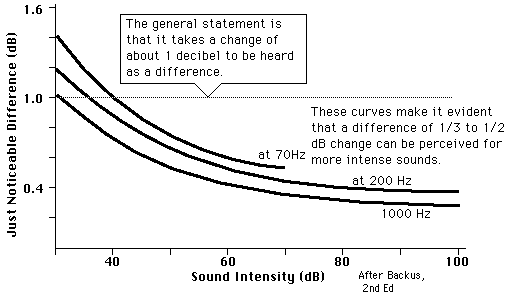 1.6
The general statement is
that it takes a change of
about 1 decibel to be heard
as a difference.
Just Noticeable Difference (dB)
1.0
These curves make it evident
that a difference of 1/3 to 1/2
dB change can be perceived for
more intense sounds.
at 70Hz
at 200 Hz
0.4
1000 Hz
40
60
80
100
Sound Intensity (dB)
After Backus,
2nd Ed